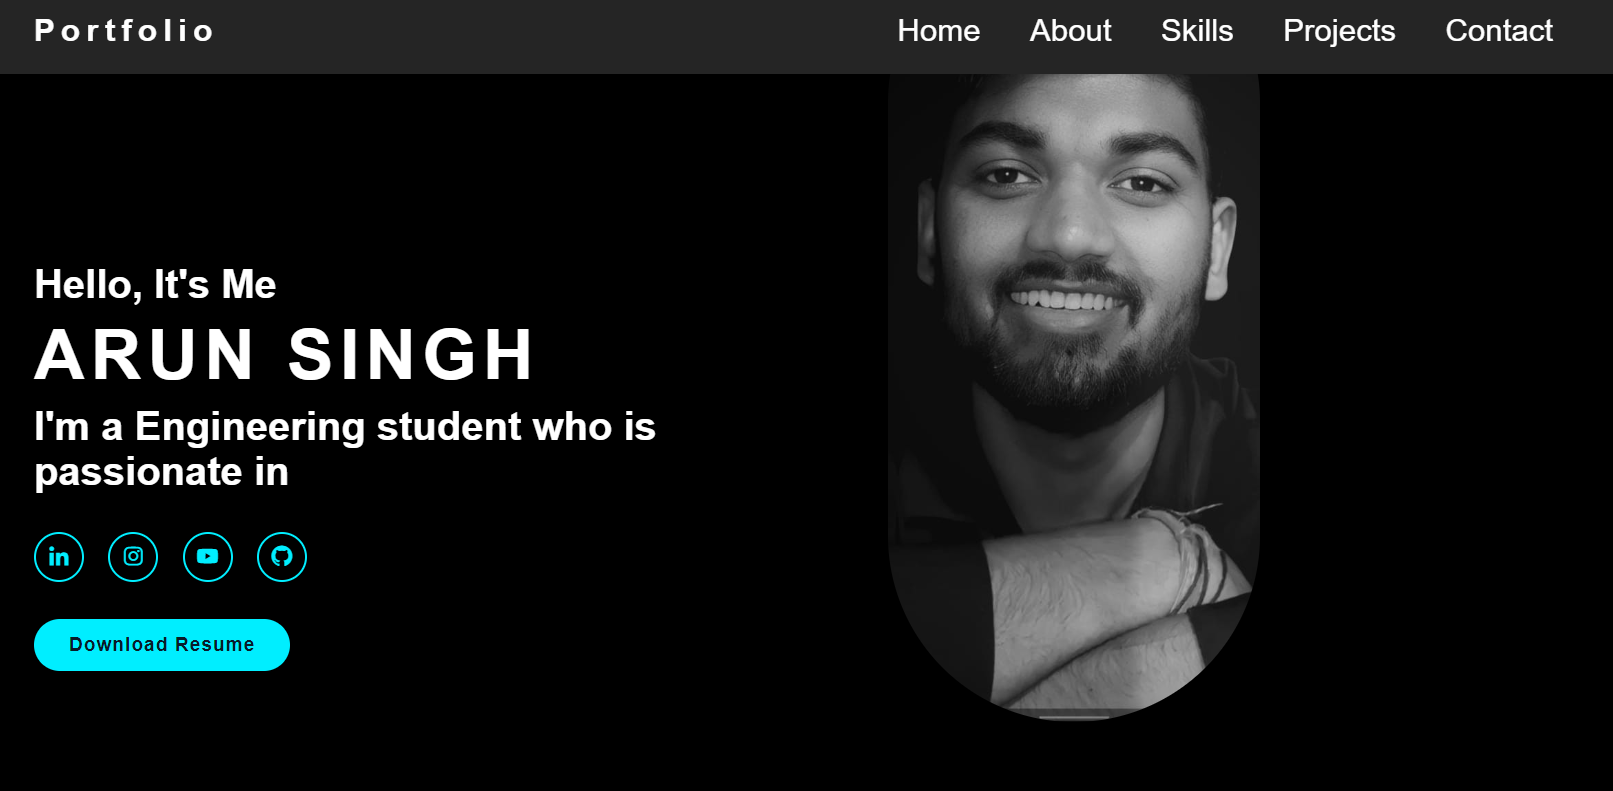 Portfolio
Home About Skills Projects Contact
Hello, It's Me
ARUN SINGH
I'm a Engineering student who is
passionate in
in
Download Resume